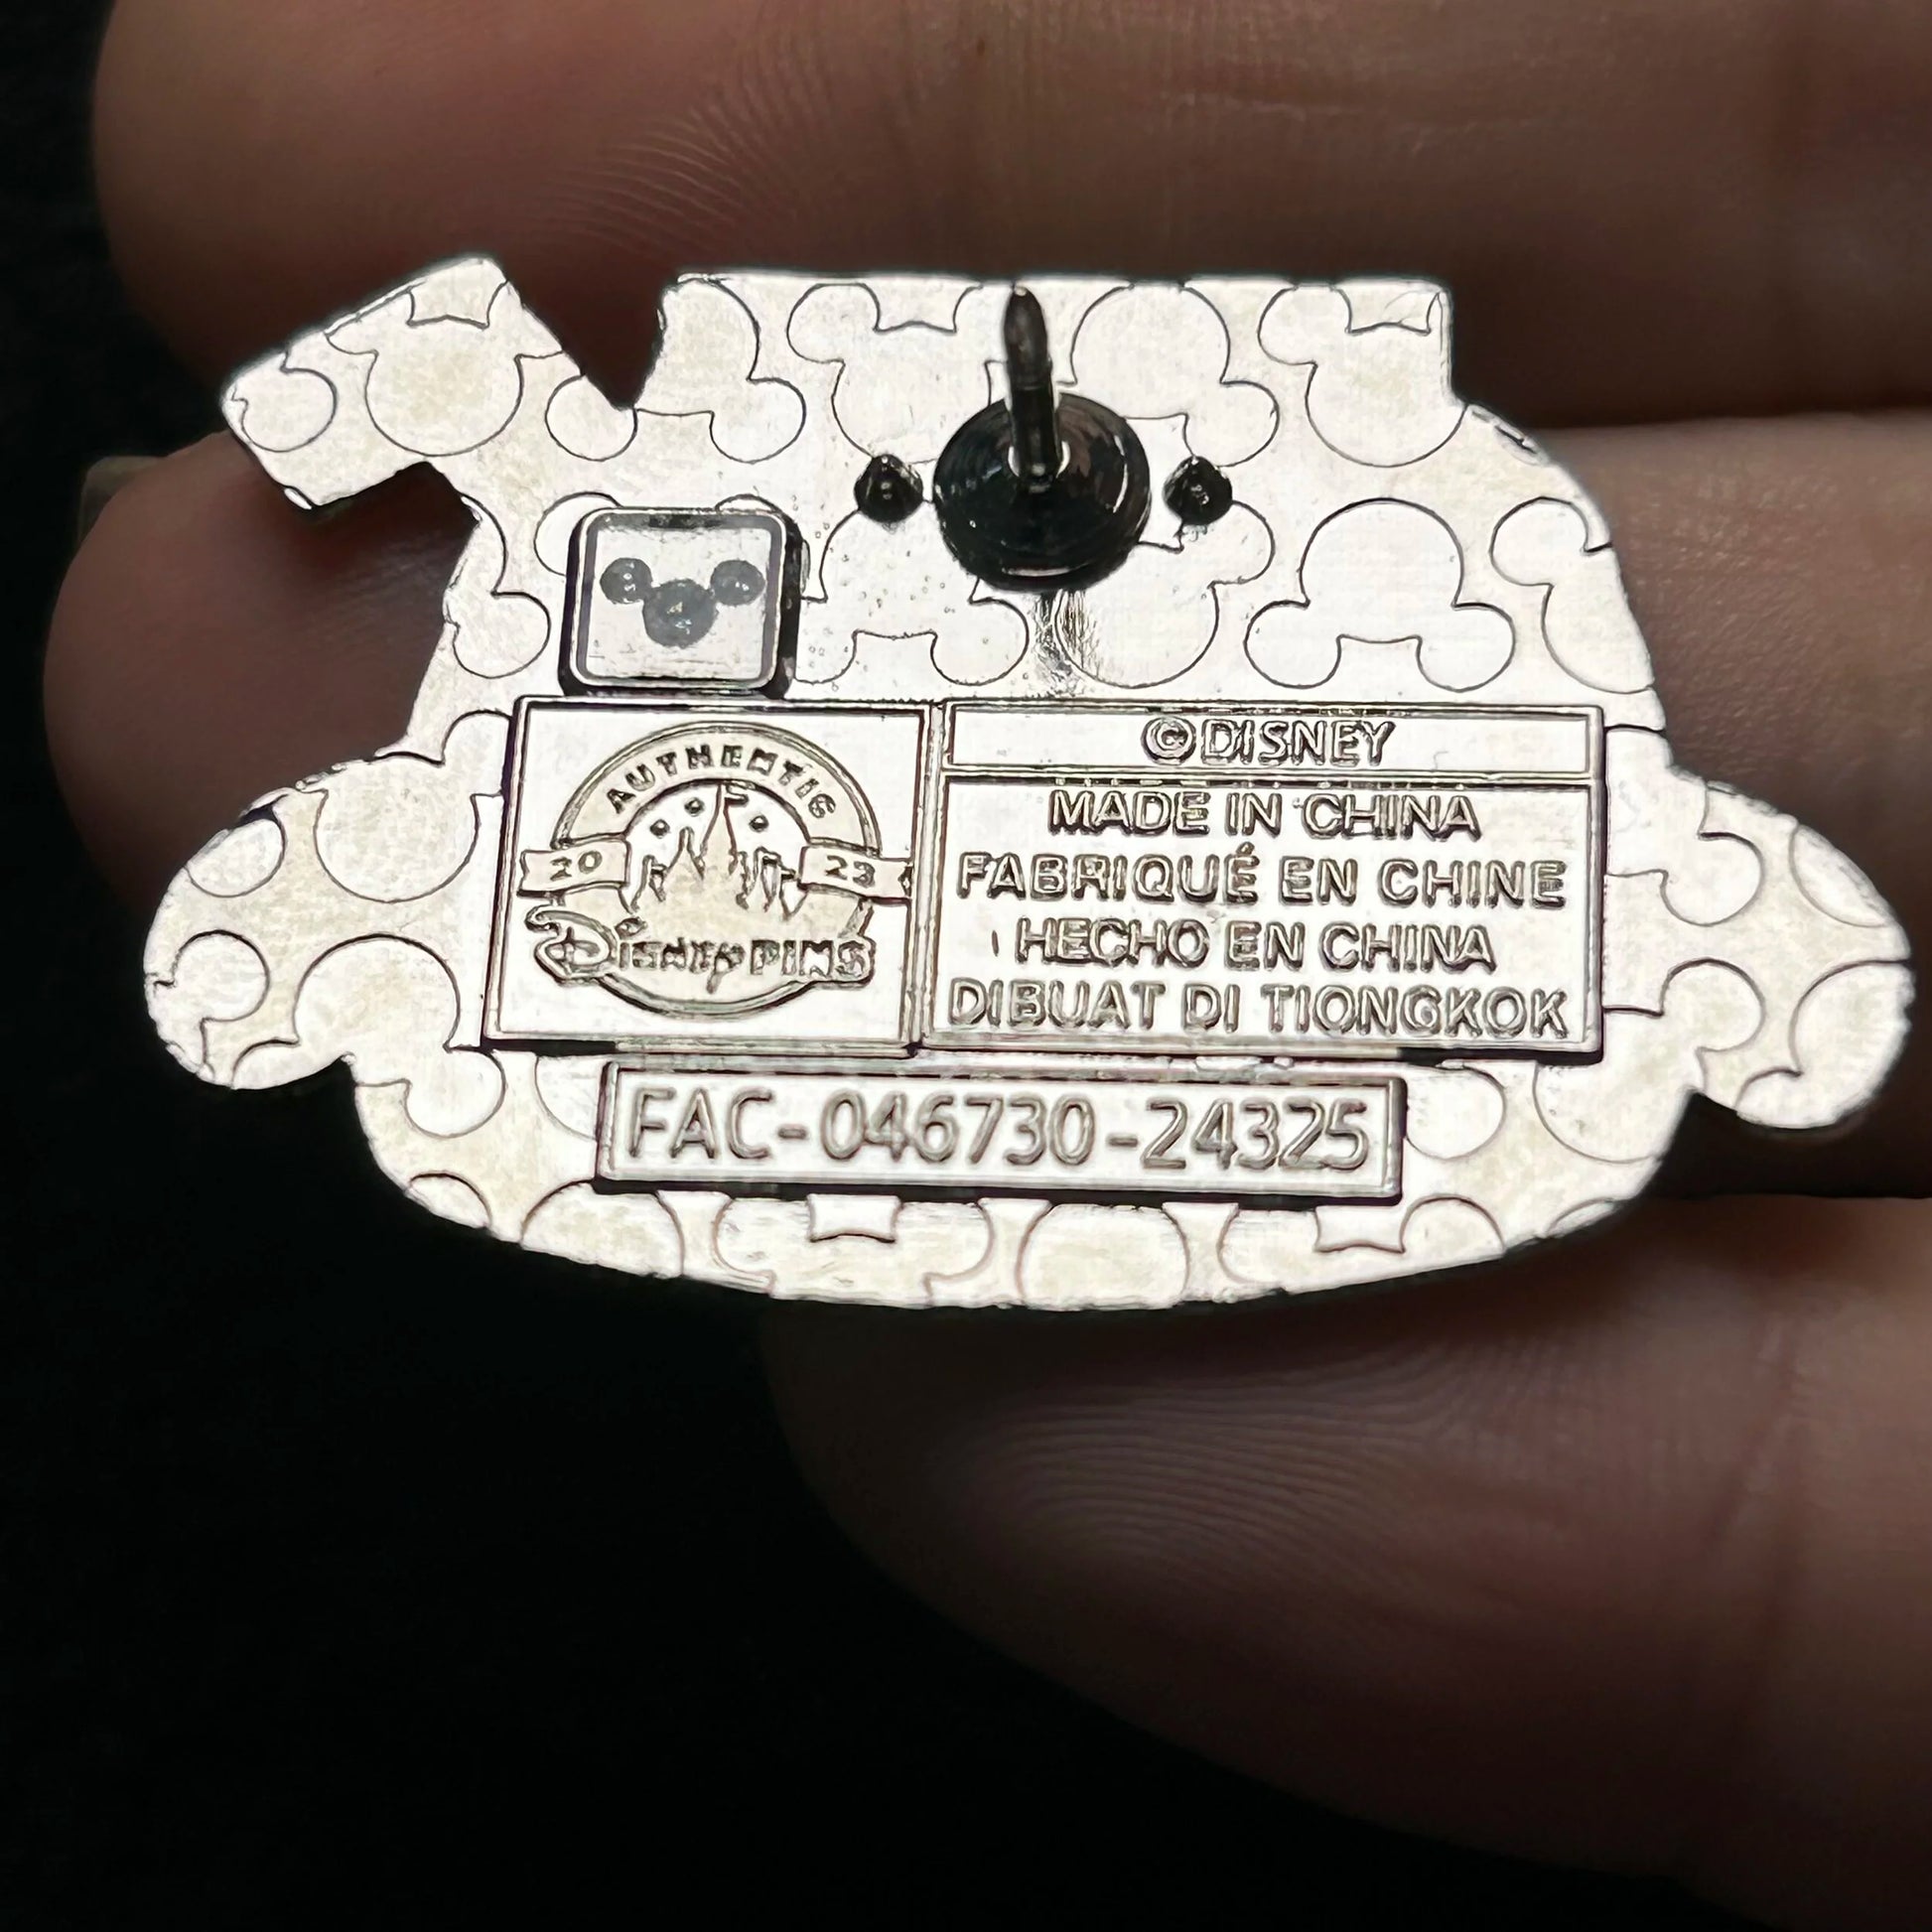 AUTHENTIC
20 23
Disney PINS
©DISNEY
MADE IN CHINA
FABRIQUÉ EN CHINE
HECHO EN CHINA
DIBUAT DI TIONGKOK
FAC-046730-24325